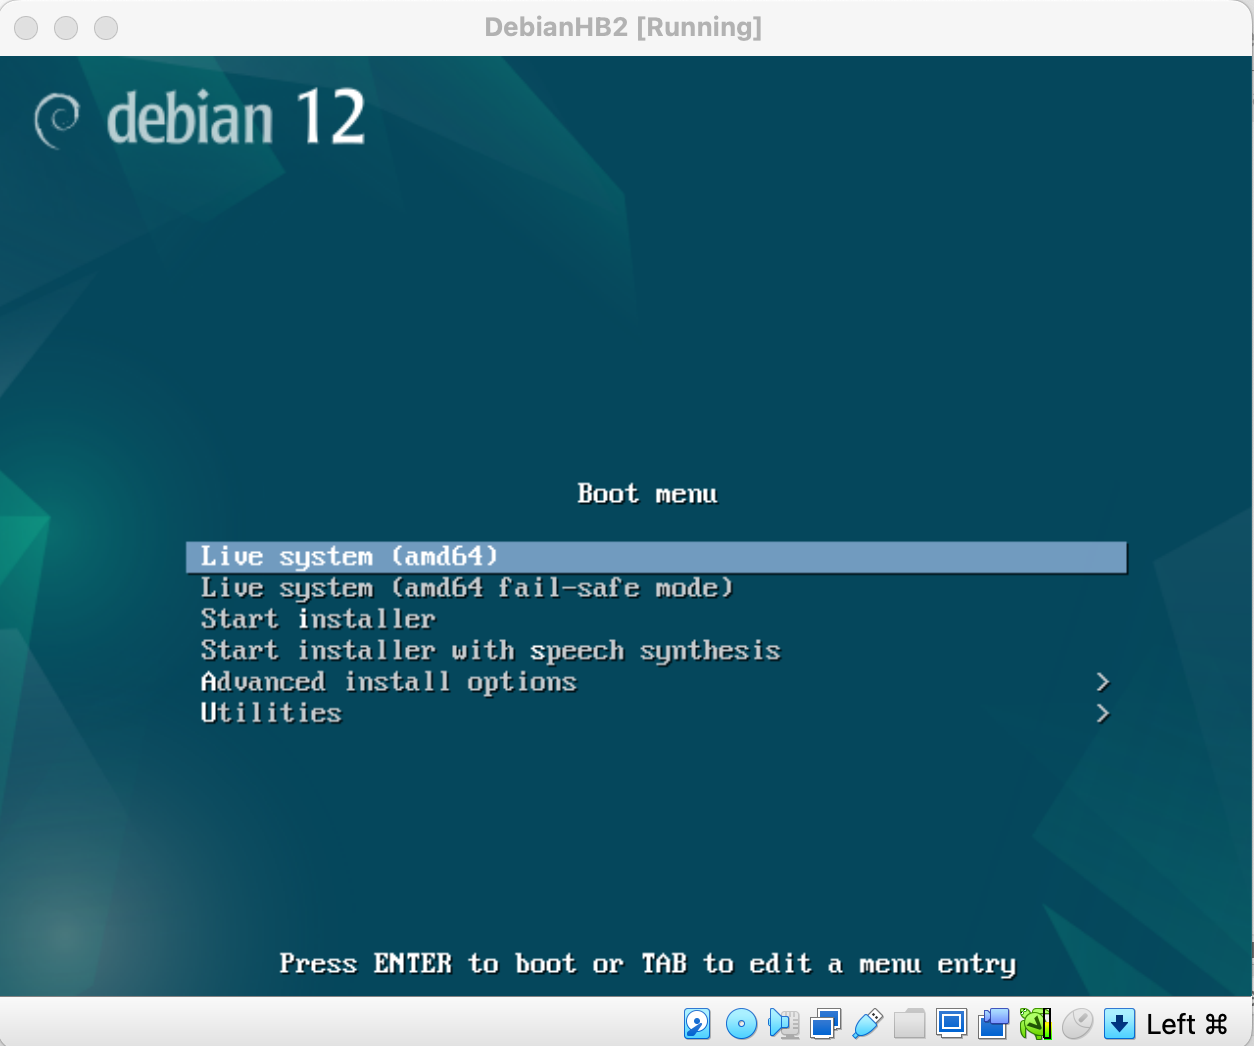 DebianHB2 [Running]
debian 12
Boot menu
Live system (amd64)
Live system (amd64 fail-safe mode)
Start installer
Start installer with speech synthesis
Advanced install options >
Utilities >
Press ENTER to boot or TAB to edit a menu entry
Left ⌘